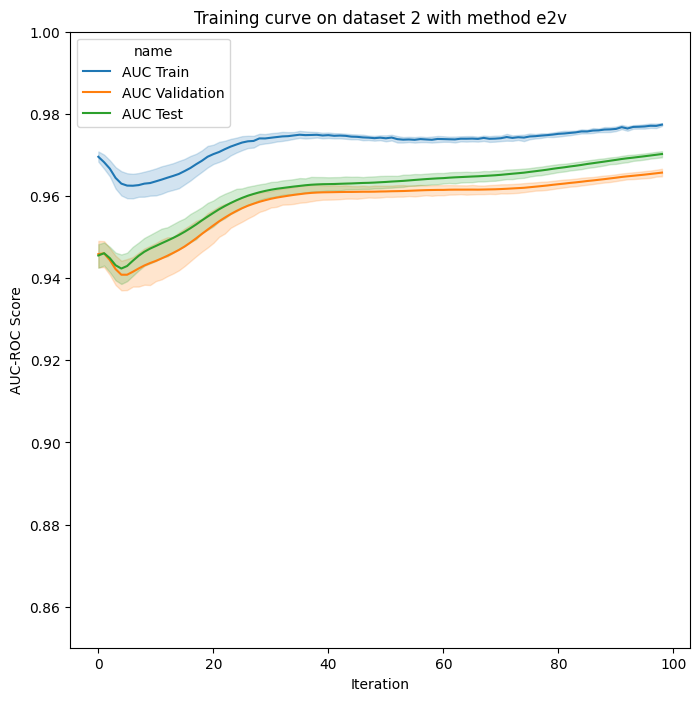 Training curve on dataset 2 with method e2v
name
AUC Train
AUC Validation
AUC Test
1.00
0.98
0.96
0.94
0.92
0.90
0.88
0.86
AUC-ROC Score
0
20
40
60
80
100
Iteration